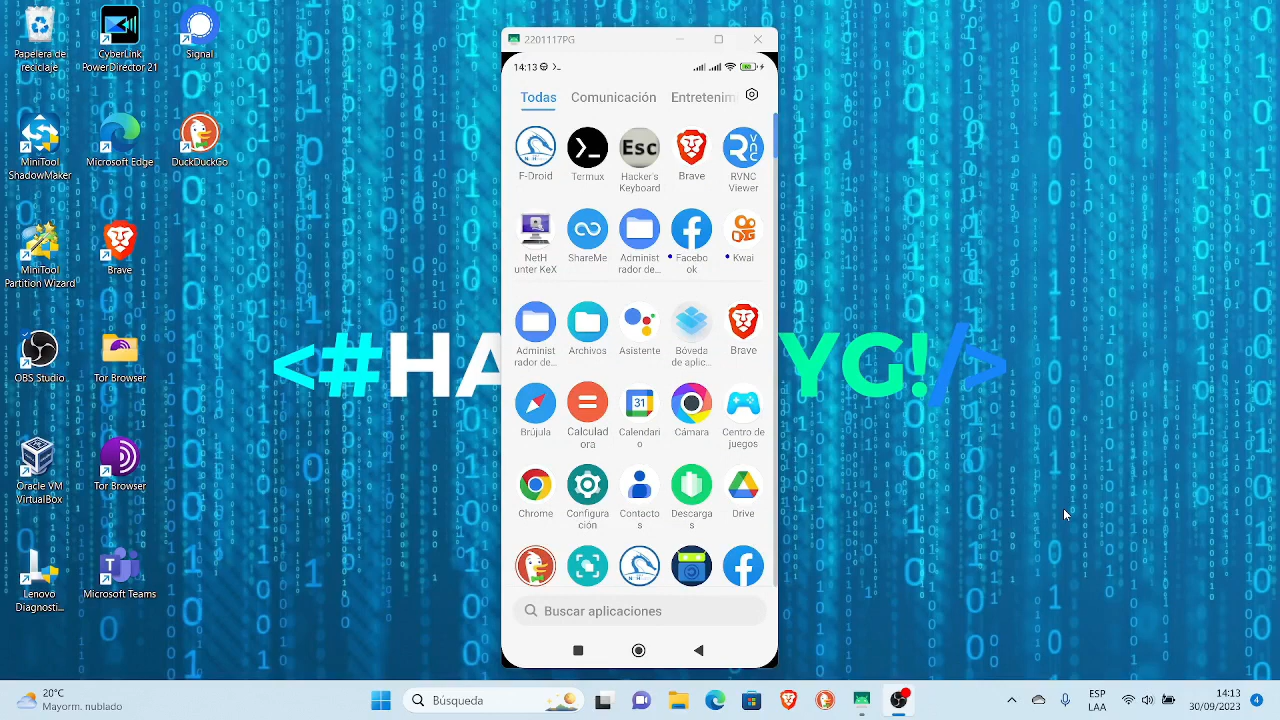 Papelera de
reciclaje
CyberLink
PowerDirector 21
Signal
MiniTool
ShadowMaker
Microsoft Edge
DuckDuckGo
MiniTool
Partition Wizard
Brave
OBS Studio
Tor Browser
Oracle VM
VirtualBox
Tor Browser
Lenovo
Diagnosti...
Microsoft Teams
<#HA
YG!/>
2201117PG
14:13
Todas Comunicación Entretenim
F-Droid
Termux
Esc
Hacker's
Keyboard
Brave
RVNC
Viewer
NetH
unter KeX
ShareMe
Administ
rador de...
Facebo
ok
Kwai
Administ
rador de...
Archivos
Asistente
Bóveda
de aplic...
Brave
Brújula
Calculad
ora
31
Calendari
o
Cámara
Centro de
juegos
Chrome
Configura
ción
Contacto
s
Descarga
s
Drive
Buscar aplicaciones
20°C
Mayorm. nublado
Búsqueda
ESP
LAA
14:13
30/09/2023
4